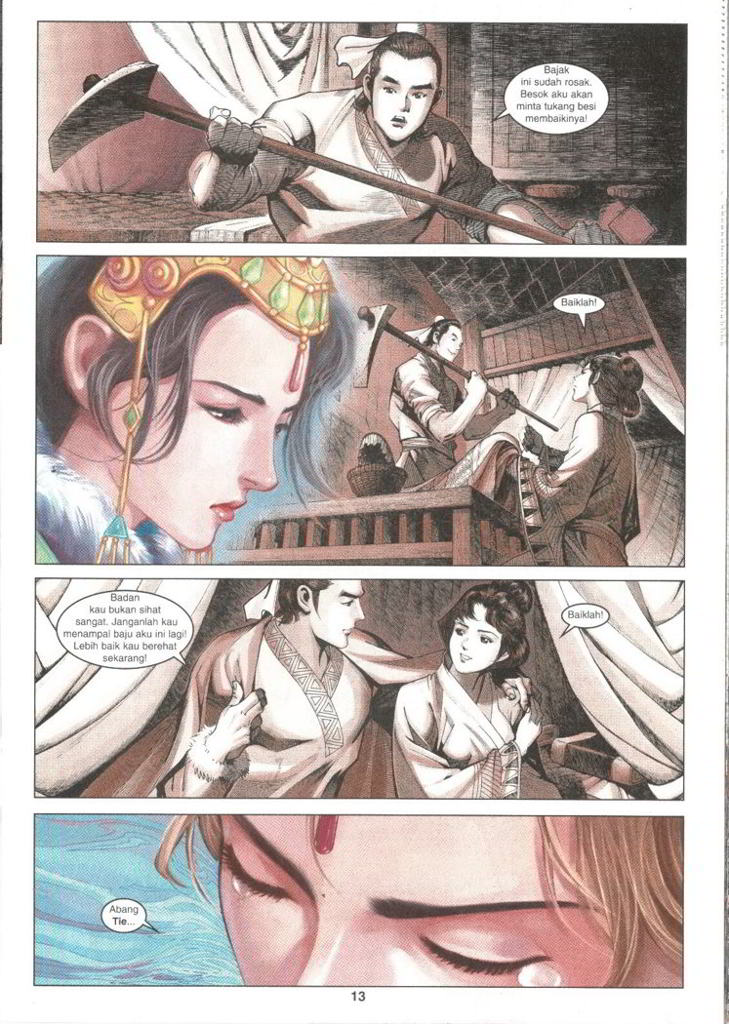 Bajak
ini sudah rosak.
Besok aku akan
minta tukang besi
membaikinya!
Baiklah!
Badan
kau bukan sihat
sangat. Janganlah kau
menampal baju aku ini lagi!
Lebih baik kau berehat
sekarang!
Baiklah!
Abang
Tie...
13